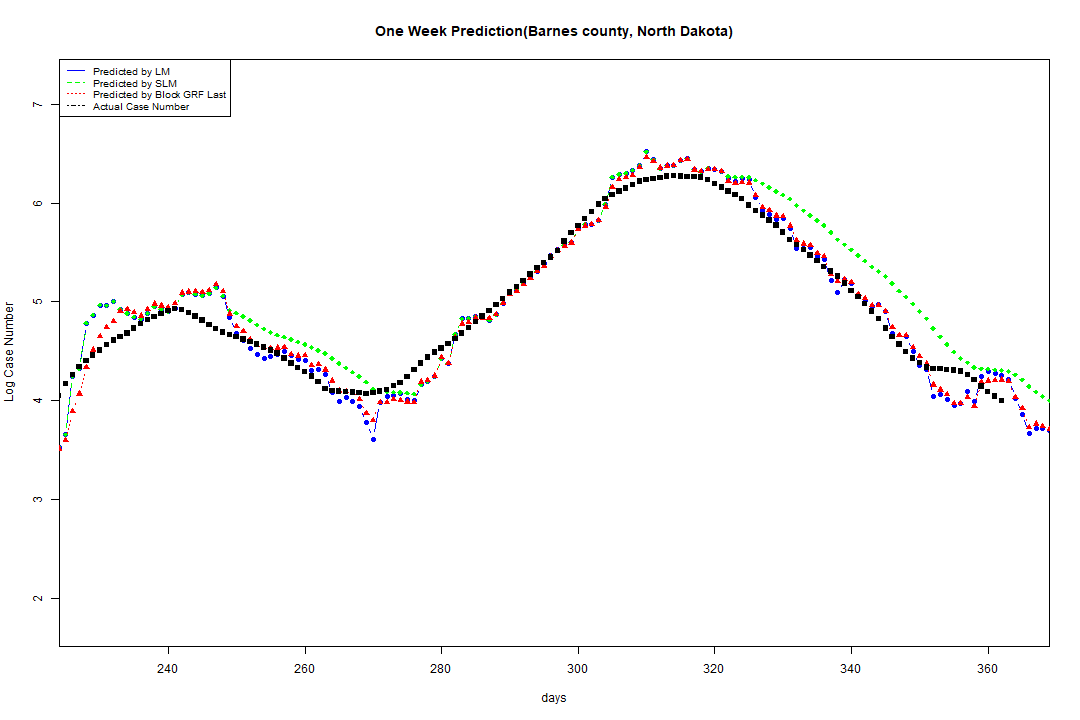 One Week Prediction(Barnes county, North Dakota)
Predicted by LM
Predicted by SLM
Predicted by Block GRF Last
Actual Case Number
Log Case Number
7
6
5
4
3
2
240 260 280 300 320 340 360
days